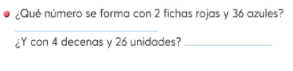 ¿Qué número se forma con 2 fichas rojas y 36 azules?
¿Y con 4 decenas y 26 unidades?